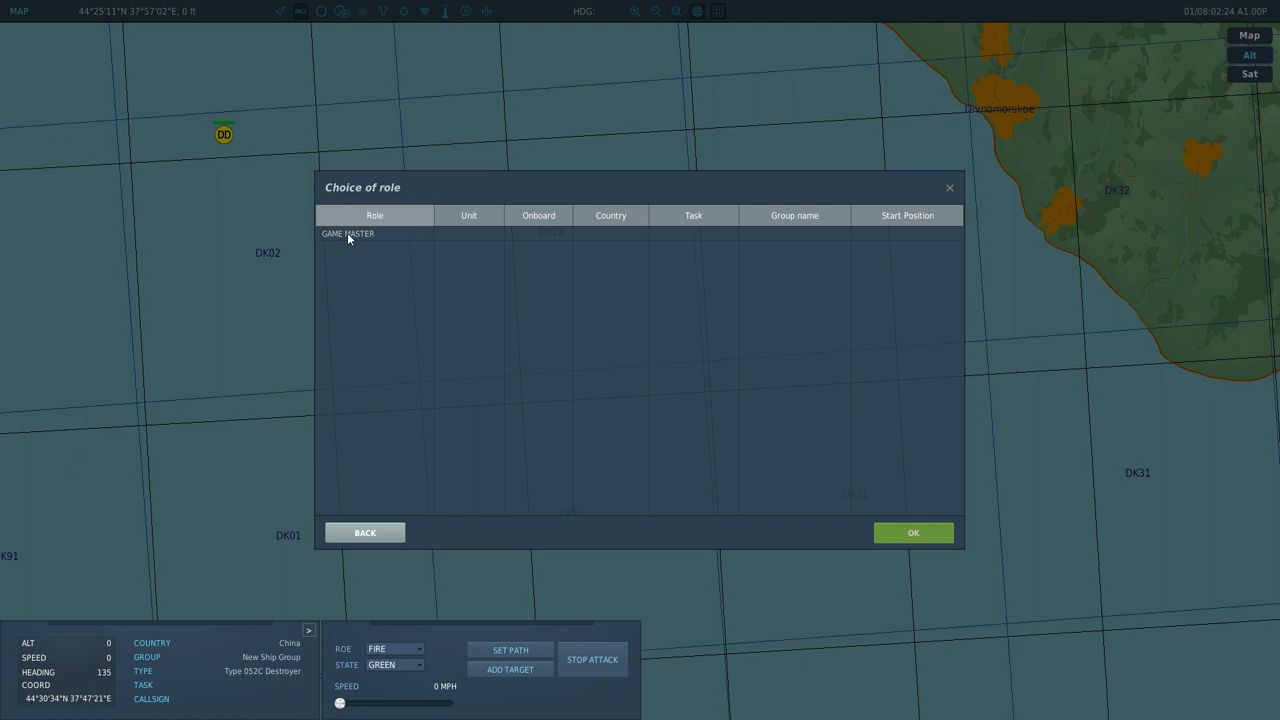 MAP 44°25'11"N 37°57'02"E, 0 ft HDG: 01/08:02:24 A1.00P
Map
Alt
Sat
Divnomorskoe
DD
DK32
Choice of role
Role Unit Onboard Country Task Group name Start Position
GAME MASTER
DK12
DK02
DK31
DK21
BACK OK
DK01
K91
>
ALT 0
SPEED 0
HEADING 135
COORD
44°30'34"N 37°47'21"E
COUNTRY China
GROUP New Ship Group
TYPE Type 052C Destroyer
TASK
CALLSIGN
ROE FIRE
STATE GREEN
SET PATH
ADD TARGET
STOP ATTACK
SPEED 0 MPH